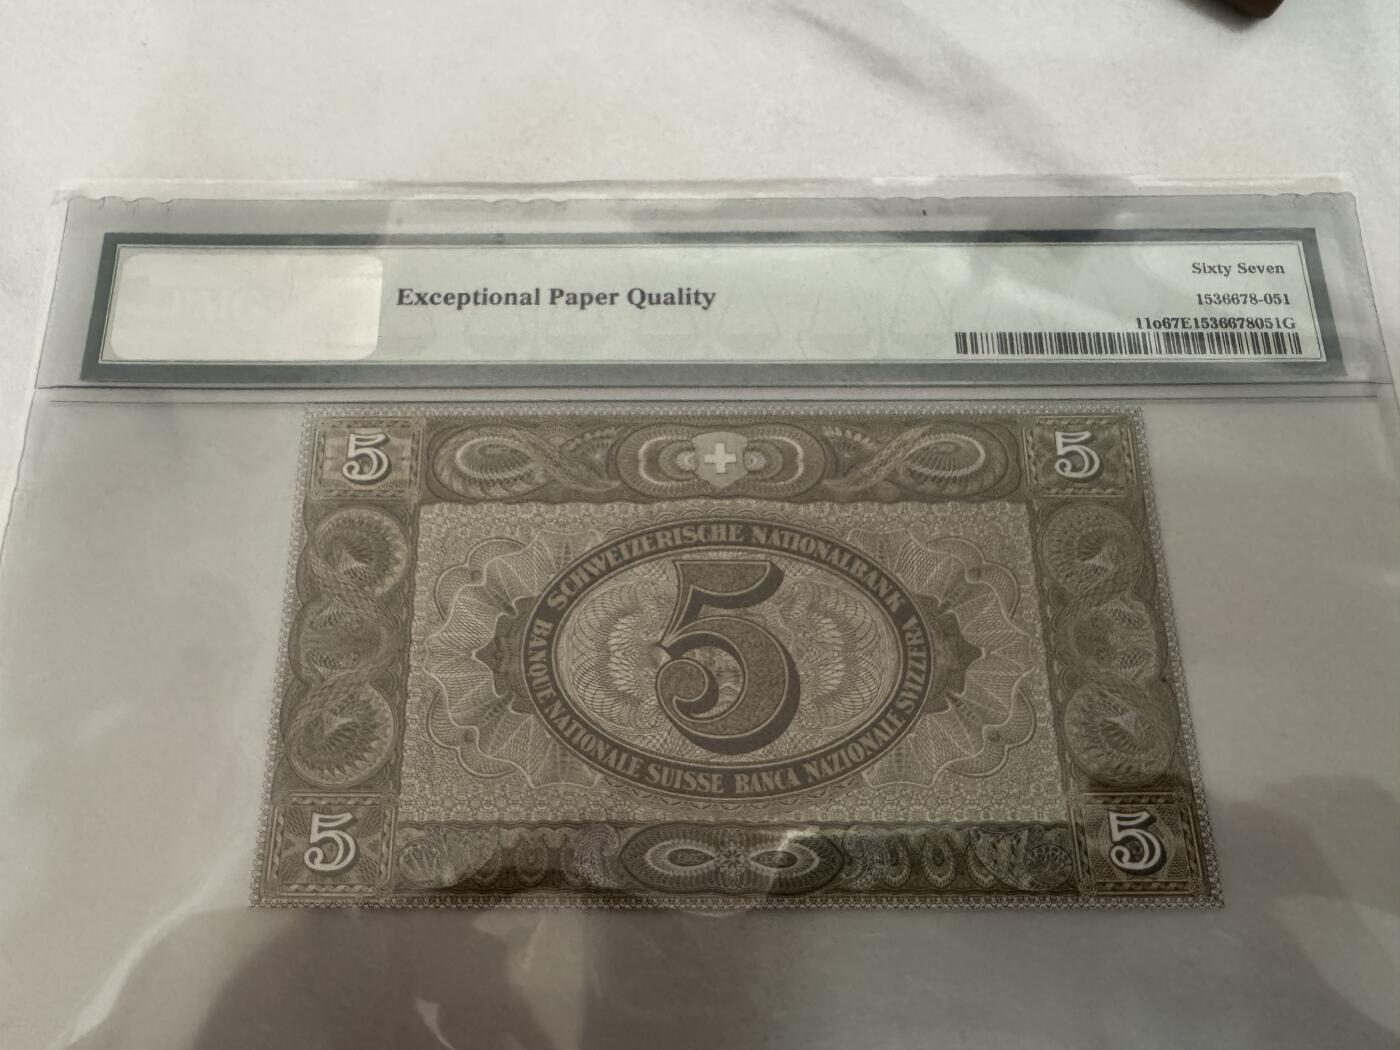 Exceptional Paper Quality
Sixty Seven
1536678-051
11o67E1536678051G
5
5
SCHWEIZERISCHE NATIONALBANK
5
BANQUE NATIONALE SUISSE BANCA NAZIONALE SVIZZERA
5
5